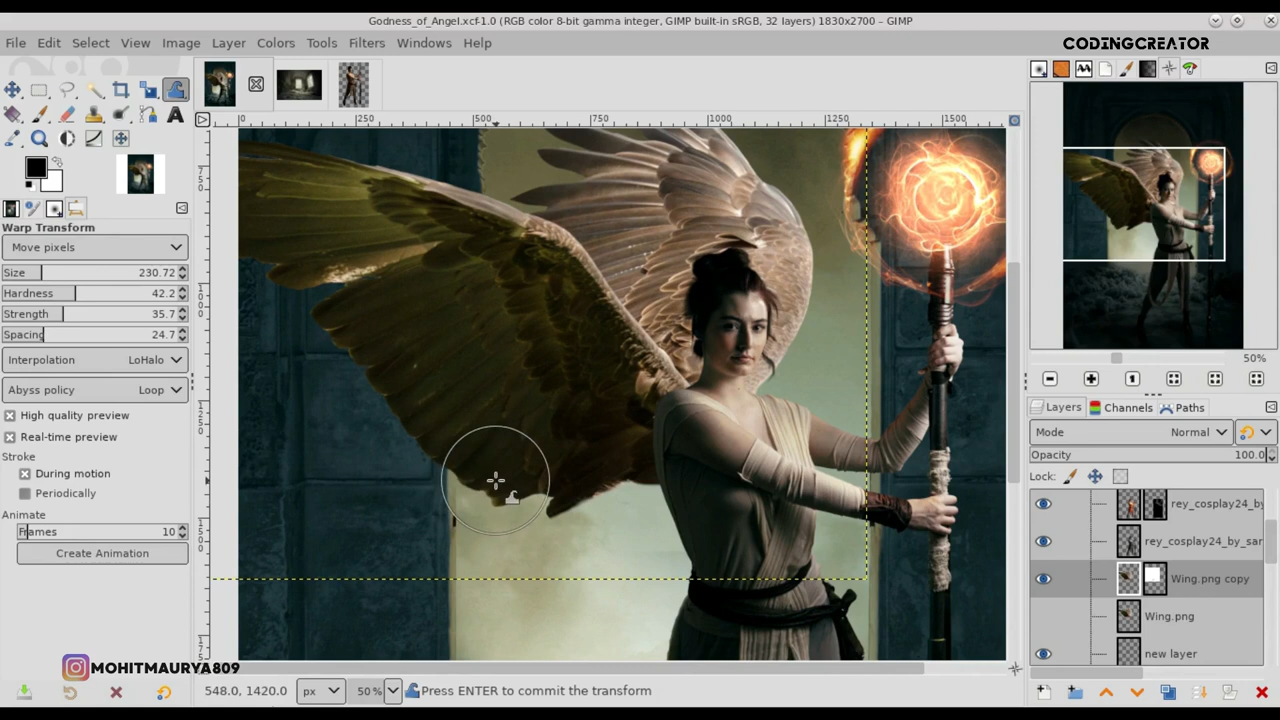 Godness_of_Angel.xcf-1.0 (RGB color 8-bit gamma integer, GIMP built-in sRGB, 32 layers) 1830x2700 – GIMP
File Edit Select View Image Layer Colors Tools Filters Windows Help
CODINGCREATOR
0 250 500 750 1000 1250 1500
Warp Transform
Move pixels
Size 230.72
Hardness 42.2
Strength 35.7
Spacing 24.7
Interpolation LoHalo
Abyss policy Loop
High quality preview
Real-time preview
Stroke
During motion
Periodically
Animate
Frames 10
Create Animation
750
1000
1250
1500
175
50%
Layers Channels Paths
Mode Normal
Opacity 100.0
Lock:
rey_cosplay24_by
rey_cosplay24_by_sar
Wing.png copy
Wing.png
new layer
MOHITMAURYA809
548.0, 1420.0 px 50% Press ENTER to commit the transform